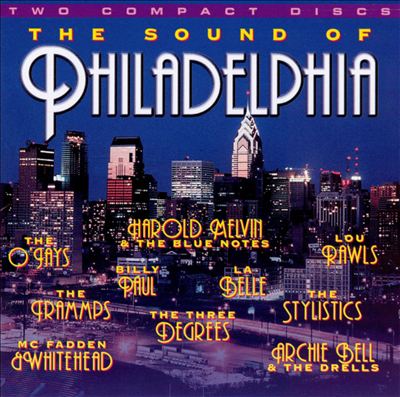 TWO COMPACT DISCS
THE SOUND OF
PHILADELPHIA
HAROLD MELVIN
& THE BLUE NOTES
THE
O'JAYS
LOU
RAWLS
BILLY
PAUL
LA
BELLE
THE
TRAMMPS
THE
STYLISTICS
THE THREE
DEGREES
MC FADDEN
&WHITEHEAD
ARCHIE BELL
& THE DRELLS